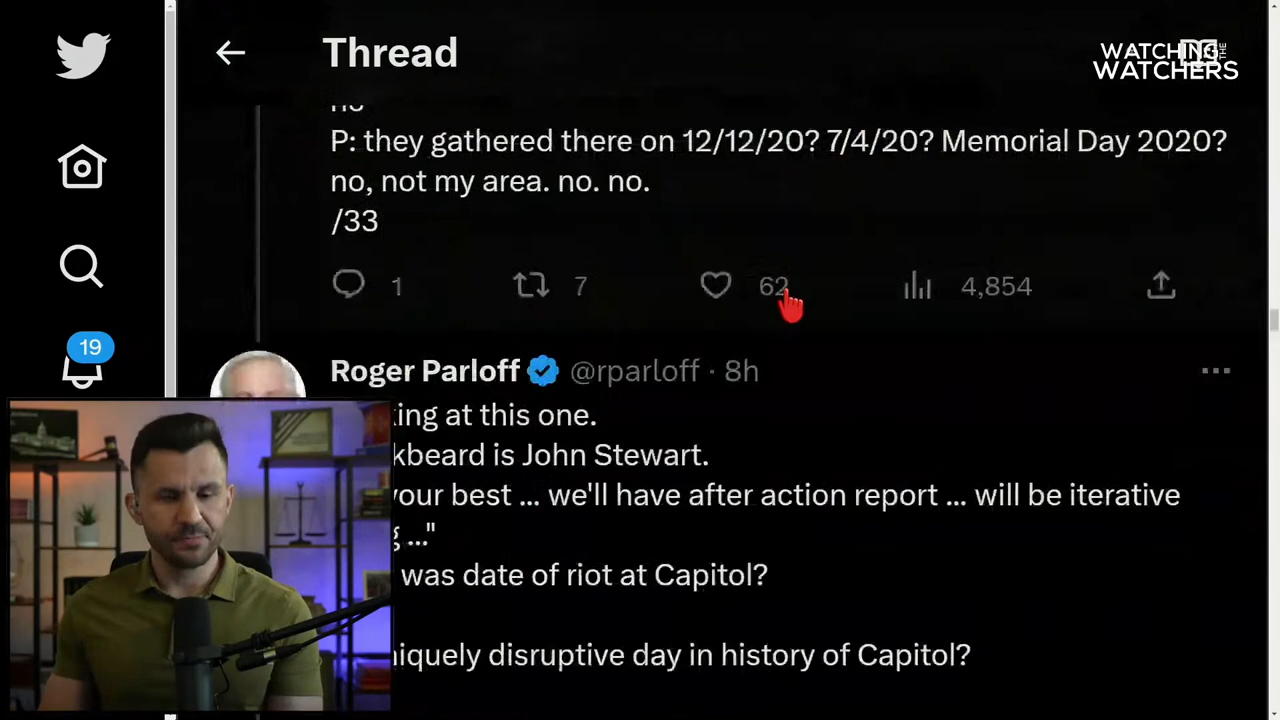 Thread
WATCHING THE
WATCHERS
no
P: they gathered there on 12/12/20? 7/4/20? Memorial Day 2020?
no, not my area. no. no.
/33
1 7 62 4,854
19
Roger Parloff @rparloff · 8h
king at this one.
kbeard is John Stewart.
your best ... we'll have after action report ... will be iterative
g ..."
was date of riot at Capitol?
niquely disruptive day in history of Capitol?